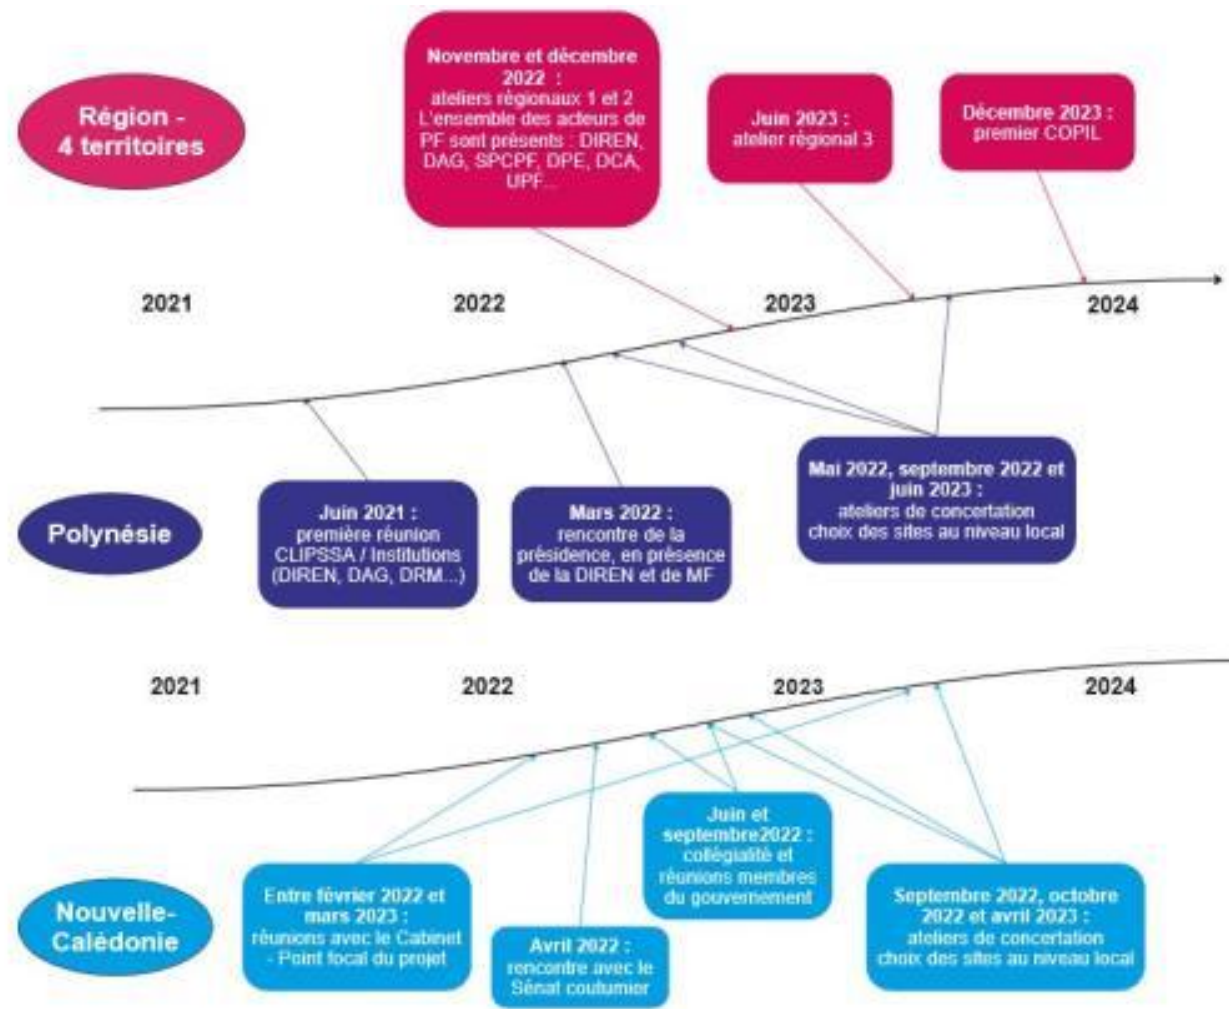 Région -
4 territoires
Novembre et décembre
2022 :
ateliers régionaux 1 et 2
L'ensemble des acteurs de
PF sont présents : DIREN,
DAG, SPCPF, DPE, DCA,
UPF...
Juin 2023 :
atelier régional 3
Décembre 2023 :
premier COPIL
2021
2022
2023
2024
Polynésie
Juin 2021 :
première réunion
CLIPSSA / Institutions
(DIREN, DAG, DRM...)
Mars 2022 :
rencontre de la
présidence, en présence
de la DIREN et de MF
Mai 2022, septembre 2022 et
juin 2023 :
ateliers de concertation
choix des sites au niveau local
2021
2022
2023
2024
Nouvelle-
Calédonie
Entre février 2022 et
mars 2023 :
réunions avec le Cabinet
- Point focal du projet
Avril 2022 :
rencontre avec le
Sénat coutumier
Juin et
septembre2022 :
collégialité et
réunions membres
du gouvernement
Septembre 2022, octobre
2022 et avril 2023 :
ateliers de concertation
choix des sites au niveau local